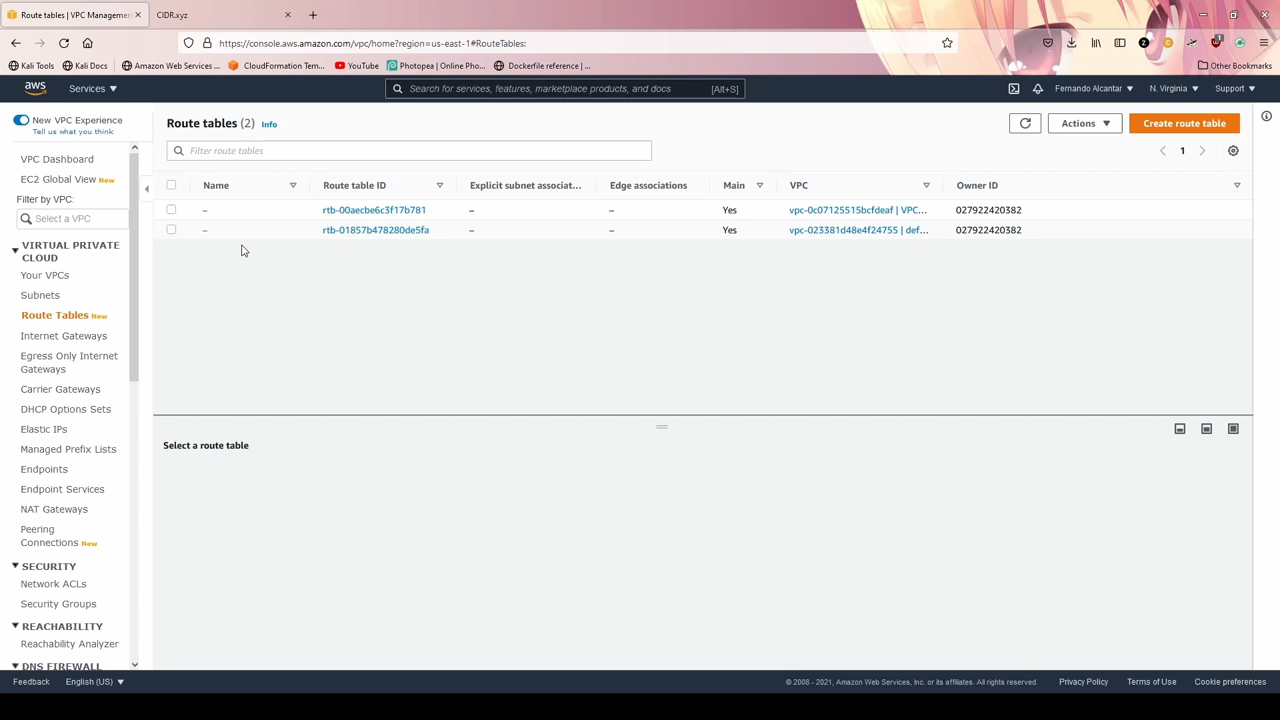 Route tables | VPC Managemen
CIDR.xyz
https://console.aws.amazon.com/vpc/home?region=us-east-1#RouteTables:
Kali Tools
Kali Docs
Amazon Web Services ...
CloudFormation Tem...
YouTube
Photopea | Online Pho...
Dockerfile reference | ...
Other Bookmarks
aws
Services
Search for services, features, marketplace products, and docs
[Alt+S]
Fernando Alcantar
N. Virginia
Support
New VPC Experience
Tell us what you think
VPC Dashboard
EC2 Global View New
Filter by VPC:
Select a VPC
VIRTUAL PRIVATE
CLOUD
Your VPCs
Subnets
Route Tables New
Internet Gateways
Egress Only Internet
Gateways
Carrier Gateways
DHCP Options Sets
Elastic IPs
Managed Prefix Lists
Endpoints
Endpoint Services
NAT Gateways
Peering
Connections New
SECURITY
Network ACLs
Security Groups
REACHABILITY
Reachability Analyzer
DNS FIREWALL
Route tables (2) Info
Actions
Create route table
Filter route tables
1
Name Route table ID Explicit subnet associat... Edge associations Main VPC Owner ID
– rtb-00aecbe6c3f17b781 – – Yes vpc-0c07125515bcfdeaf | VPC... 027922420382
– rtb-01857b478280de5fa – – Yes vpc-023381d48e4f24755 | def... 027922420382
Select a route table
Feedback
English (US)
© 2008 - 2021, Amazon Web Services, Inc. or its affiliates. All rights reserved.
Privacy Policy
Terms of Use
Cookie preferences